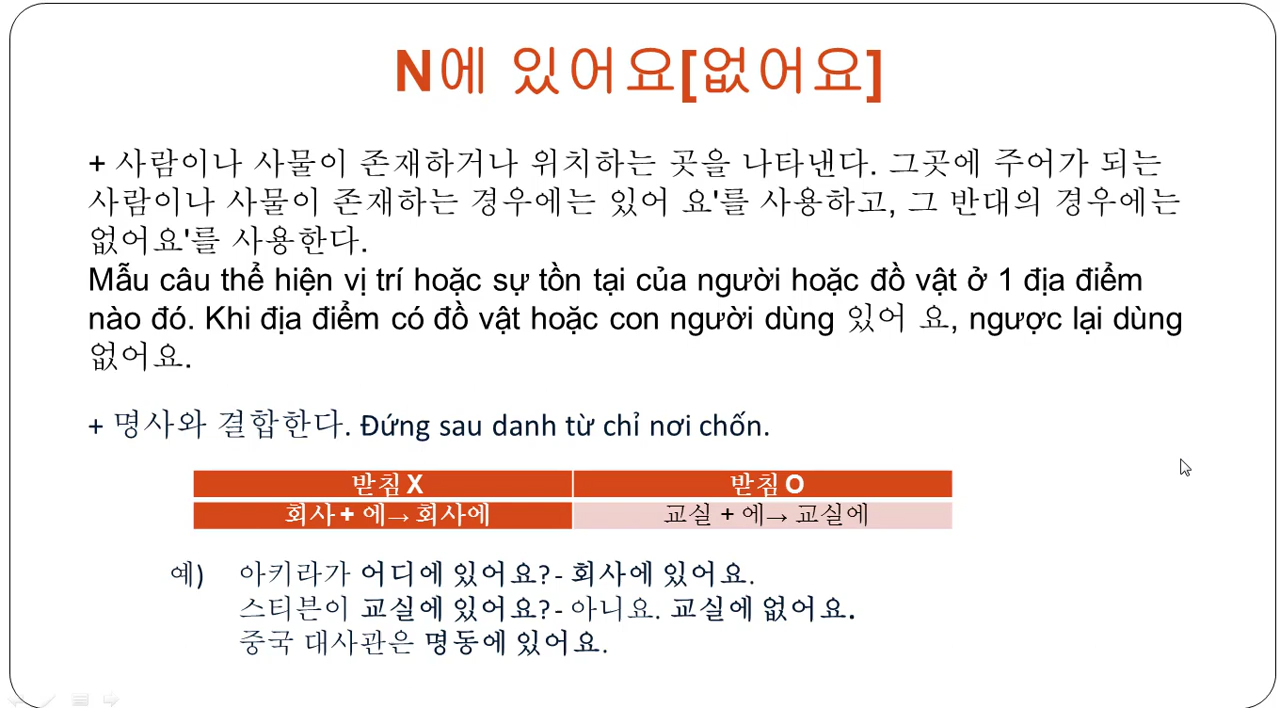 N에 있어요[없어요]
+ 사람이나 사물이 존재하거나 위치하는 곳을 나타낸다. 그곳에 주어가 되는
사람이나 사물이 존재하는 경우에는 있어 요'를 사용하고, 그 반대의 경우에는
없어요'를 사용한다.
Mẫu câu thể hiện vị trí hoặc sự tồn tại của người hoặc đồ vật ở 1 địa điểm
nào đó. Khi địa điểm có đồ vật hoặc con người dùng 있어 요, ngược lại dùng
없어요.
+ 명사와 결합한다. Đứng sau danh từ chỉ nơi chốn.
받침 X 받침 O
회사 + 에→ 회사에 교실 + 에→ 교실에
예) 아키라가 어디에 있어요? - 회사에 있어요.
스티븐이 교실에 있어요? - 아니요. 교실에 없어요.
중국 대사관은 명동에 있어요.